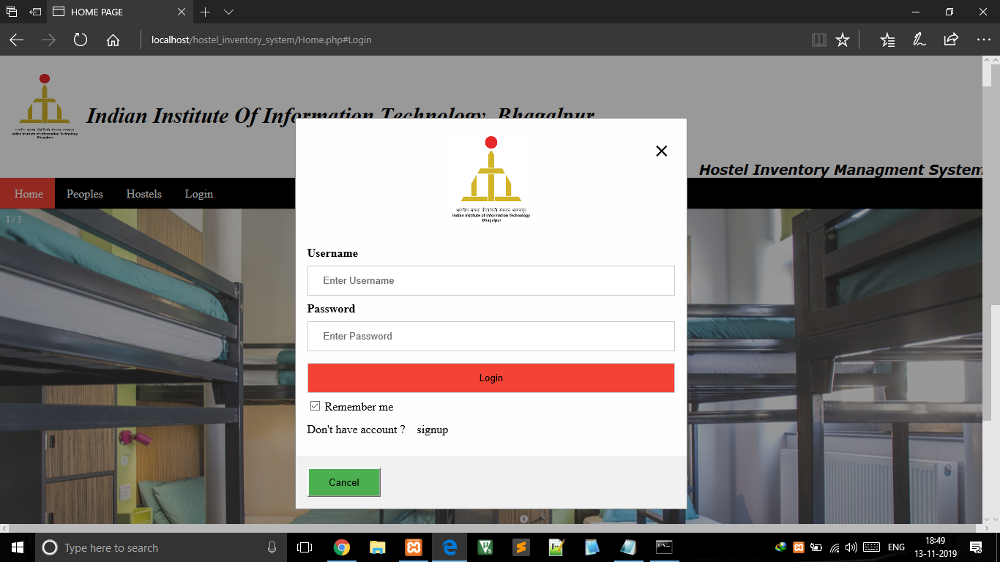 HOME PAGE
localhost/hostel_inventory_system/Home.php#Login
भारतीय सूचना प्रौद्योगिकी संस्थान भागलपुर
Indian Institute of Information Technology
Bhagalpur
Indian Institute Of Information Technology, Bhagalpur
Hostel Inventory Managment System
Home Peoples Hostels Login
1 / 3
भारतीय सूचना प्रौद्योगिकी संस्थान भागलपुर
Indian Institute of Information Technology
Bhagalpur
Username
Enter Username
Password
Enter Password
Login
Remember me
Don't have account ? signup
Cancel
Type here to search
ENG
18:49
13-11-2019